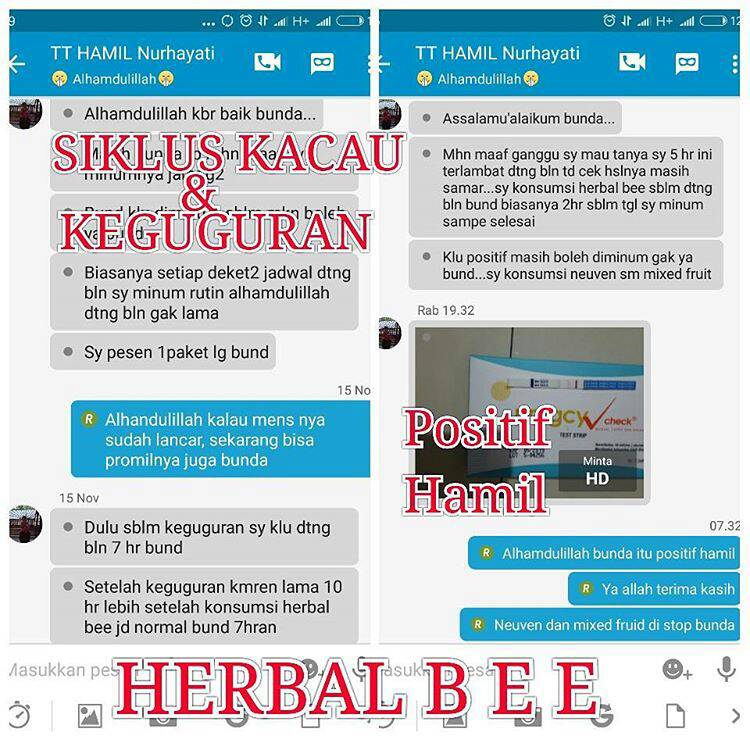 TT HAMIL Nurhayati
Alhamdulillah
Alhamdulillah kbr baik bunda...
SIKLUS KACAU
&
KEGUGURAN
Biasanya setiap deket2 jadwal dtng
bln sy minum rutin alhamdulillah
dtng bln gak lama
Sy pesen 1paket lg bund
15 No
R Alhandulillah kalau mens nya
sudah lancar, sekarang bisa
promilnya juga bunda
15 Nov
Dulu sblm keguguran sy klu dtng
bln 7 hr bund
Setelah keguguran kmren lama 10
hr lebih setelah konsumsi herbal
bee jd normal bund 7hran
H+
12
TT HAMIL Nurhayati
Alhamdulillah
Assalamu'alaikum bunda...
Mhn maaf ganggu sy mau tanya sy 5 hr ini
terlambat dtng bln td cek hslnya masih
samar...sy konsumsi herbal bee sblm dtng
bln bund biasanya 2hr sblm tgl sy minum
sampe selesai
Klu positif masih boleh diminum gak ya
bund...sy konsumsi neuven sm mixed fruit
Rab 19.32
check
TEST STRIP
Minta
HD
Positif
Hamil
07.32
R Alhamdulillah bunda itu positif hamil
R Ya allah terima kasih
R Neuven dan mixed fruid di stop bunda
HERBAL B E E